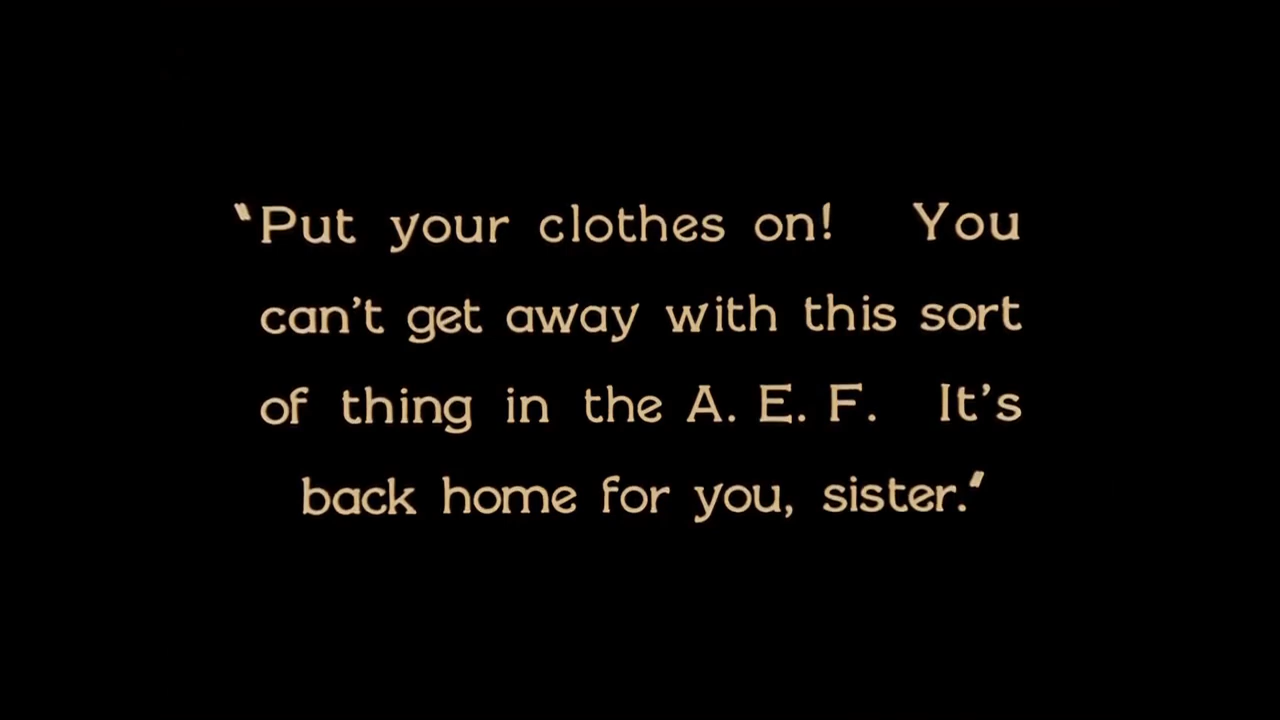 "Put your clothes on! You
can't get away with this sort
of thing in the A. E. F. It's
back home for you, sister."